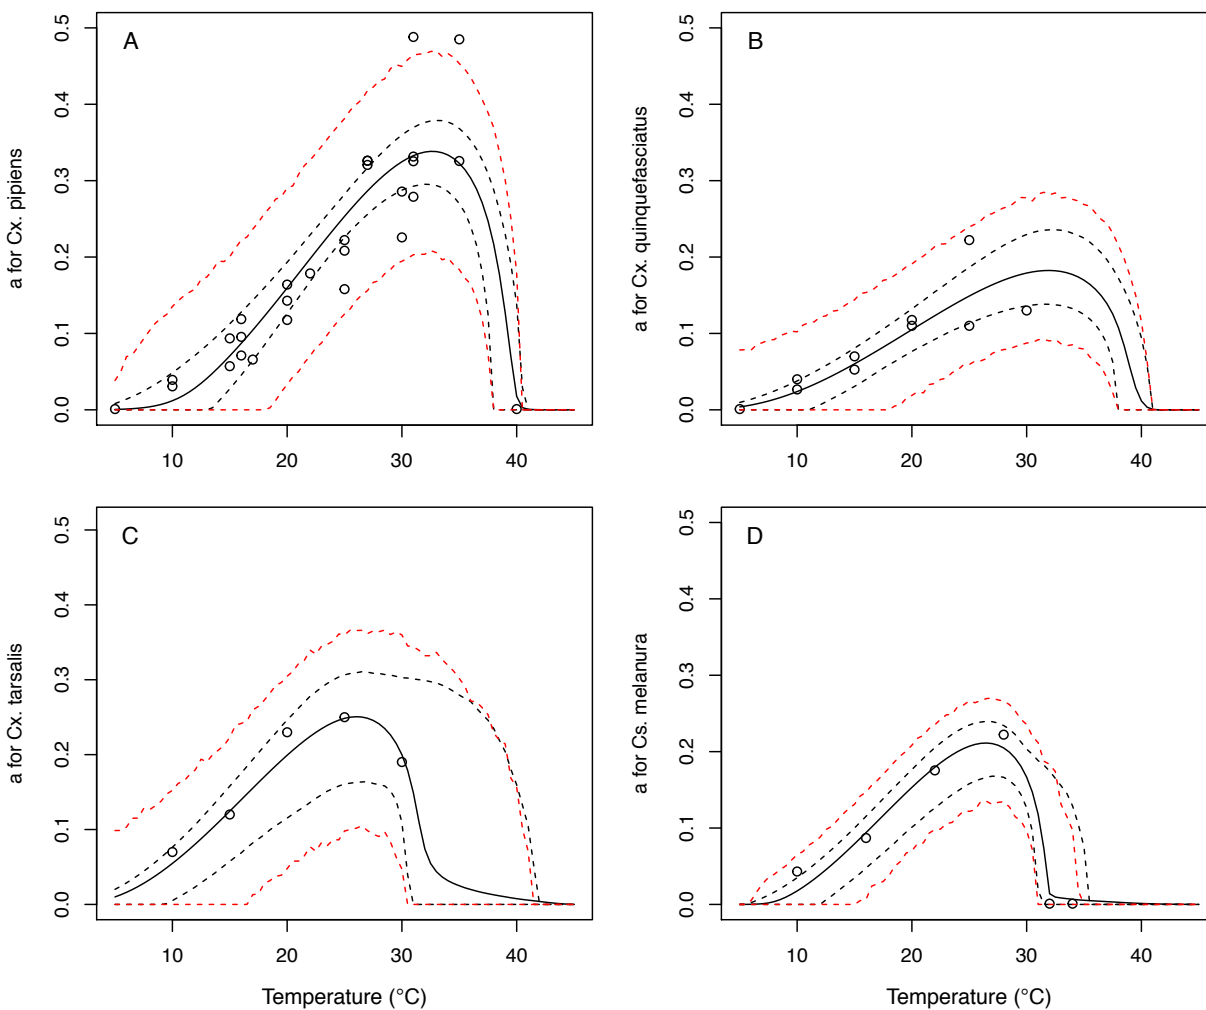 A
a for Cx. pipiens
0.0 0.1 0.2 0.3 0.4 0.5
10 20 30 40
B
a for Cx. quinquefasciatus
0.0 0.1 0.2 0.3 0.4 0.5
10 20 30 40
C
a for Cx. tarsalis
0.0 0.1 0.2 0.3 0.4 0.5
10 20 30 40
Temperature (°C)
D
a for Cs. melanura
0.0 0.1 0.2 0.3 0.4 0.5
10 20 30 40
Temperature (°C)